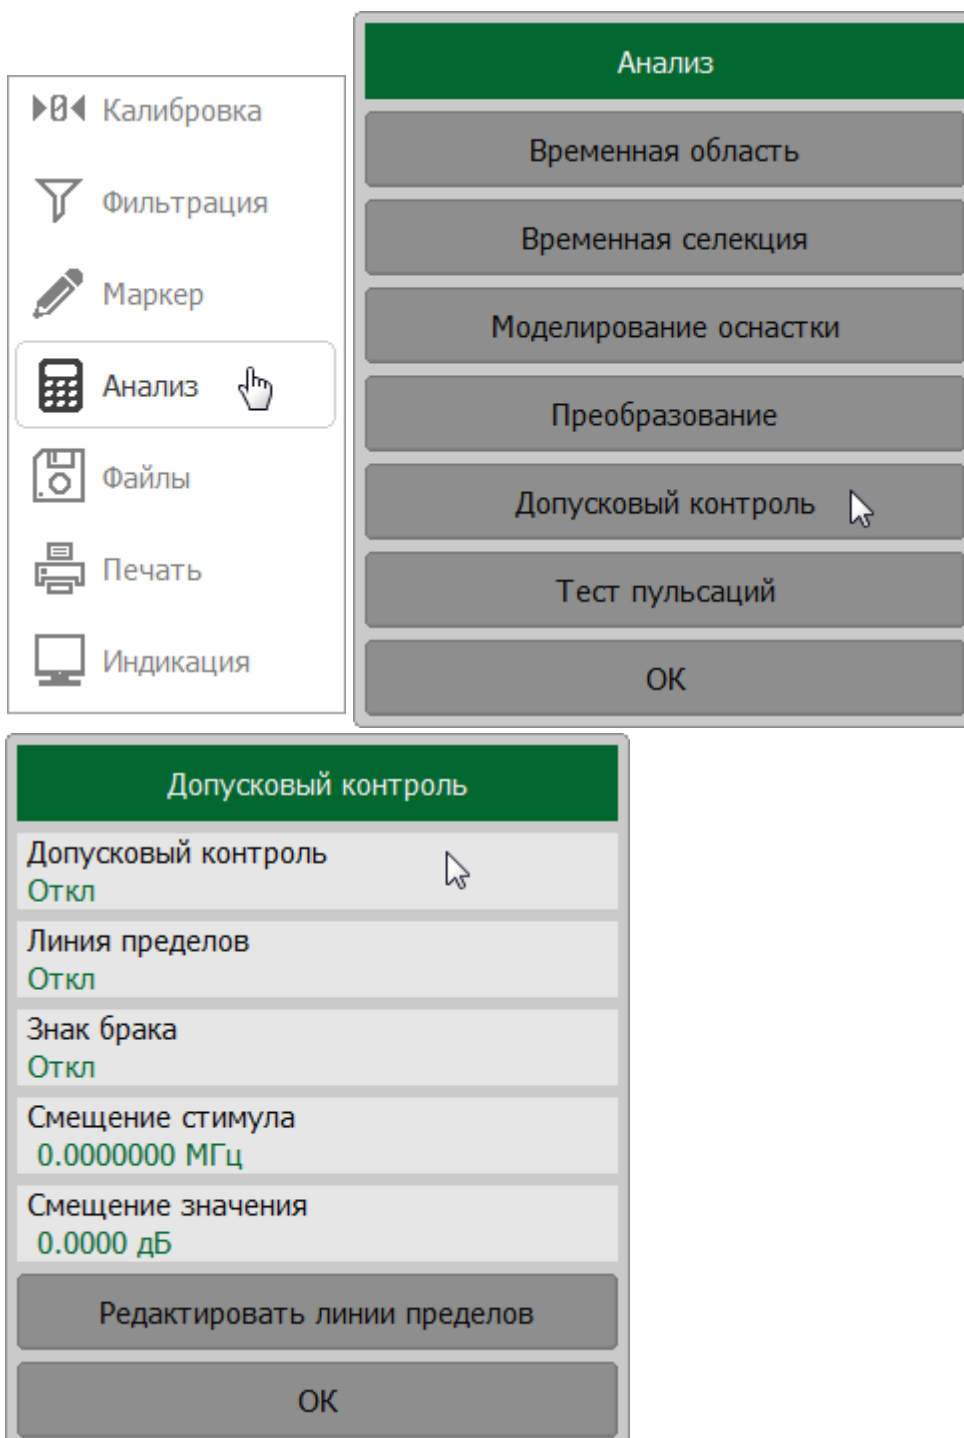 Калибровка
Фильтрация
Маркер
Анализ
Файлы
Печать
Индикация
Анализ
Временная область
Временная селекция
Моделирование оснастки
Преобразование
Допусковый контроль
Тест пульсаций
ОК
Допусковый контроль
Допусковый контроль
Откл
Линия пределов
Откл
Знак брака
Откл
Смещение стимула
0.0000000 МГц
Смещение значения
0.0000 дБ
Редактировать линии пределов
ОК